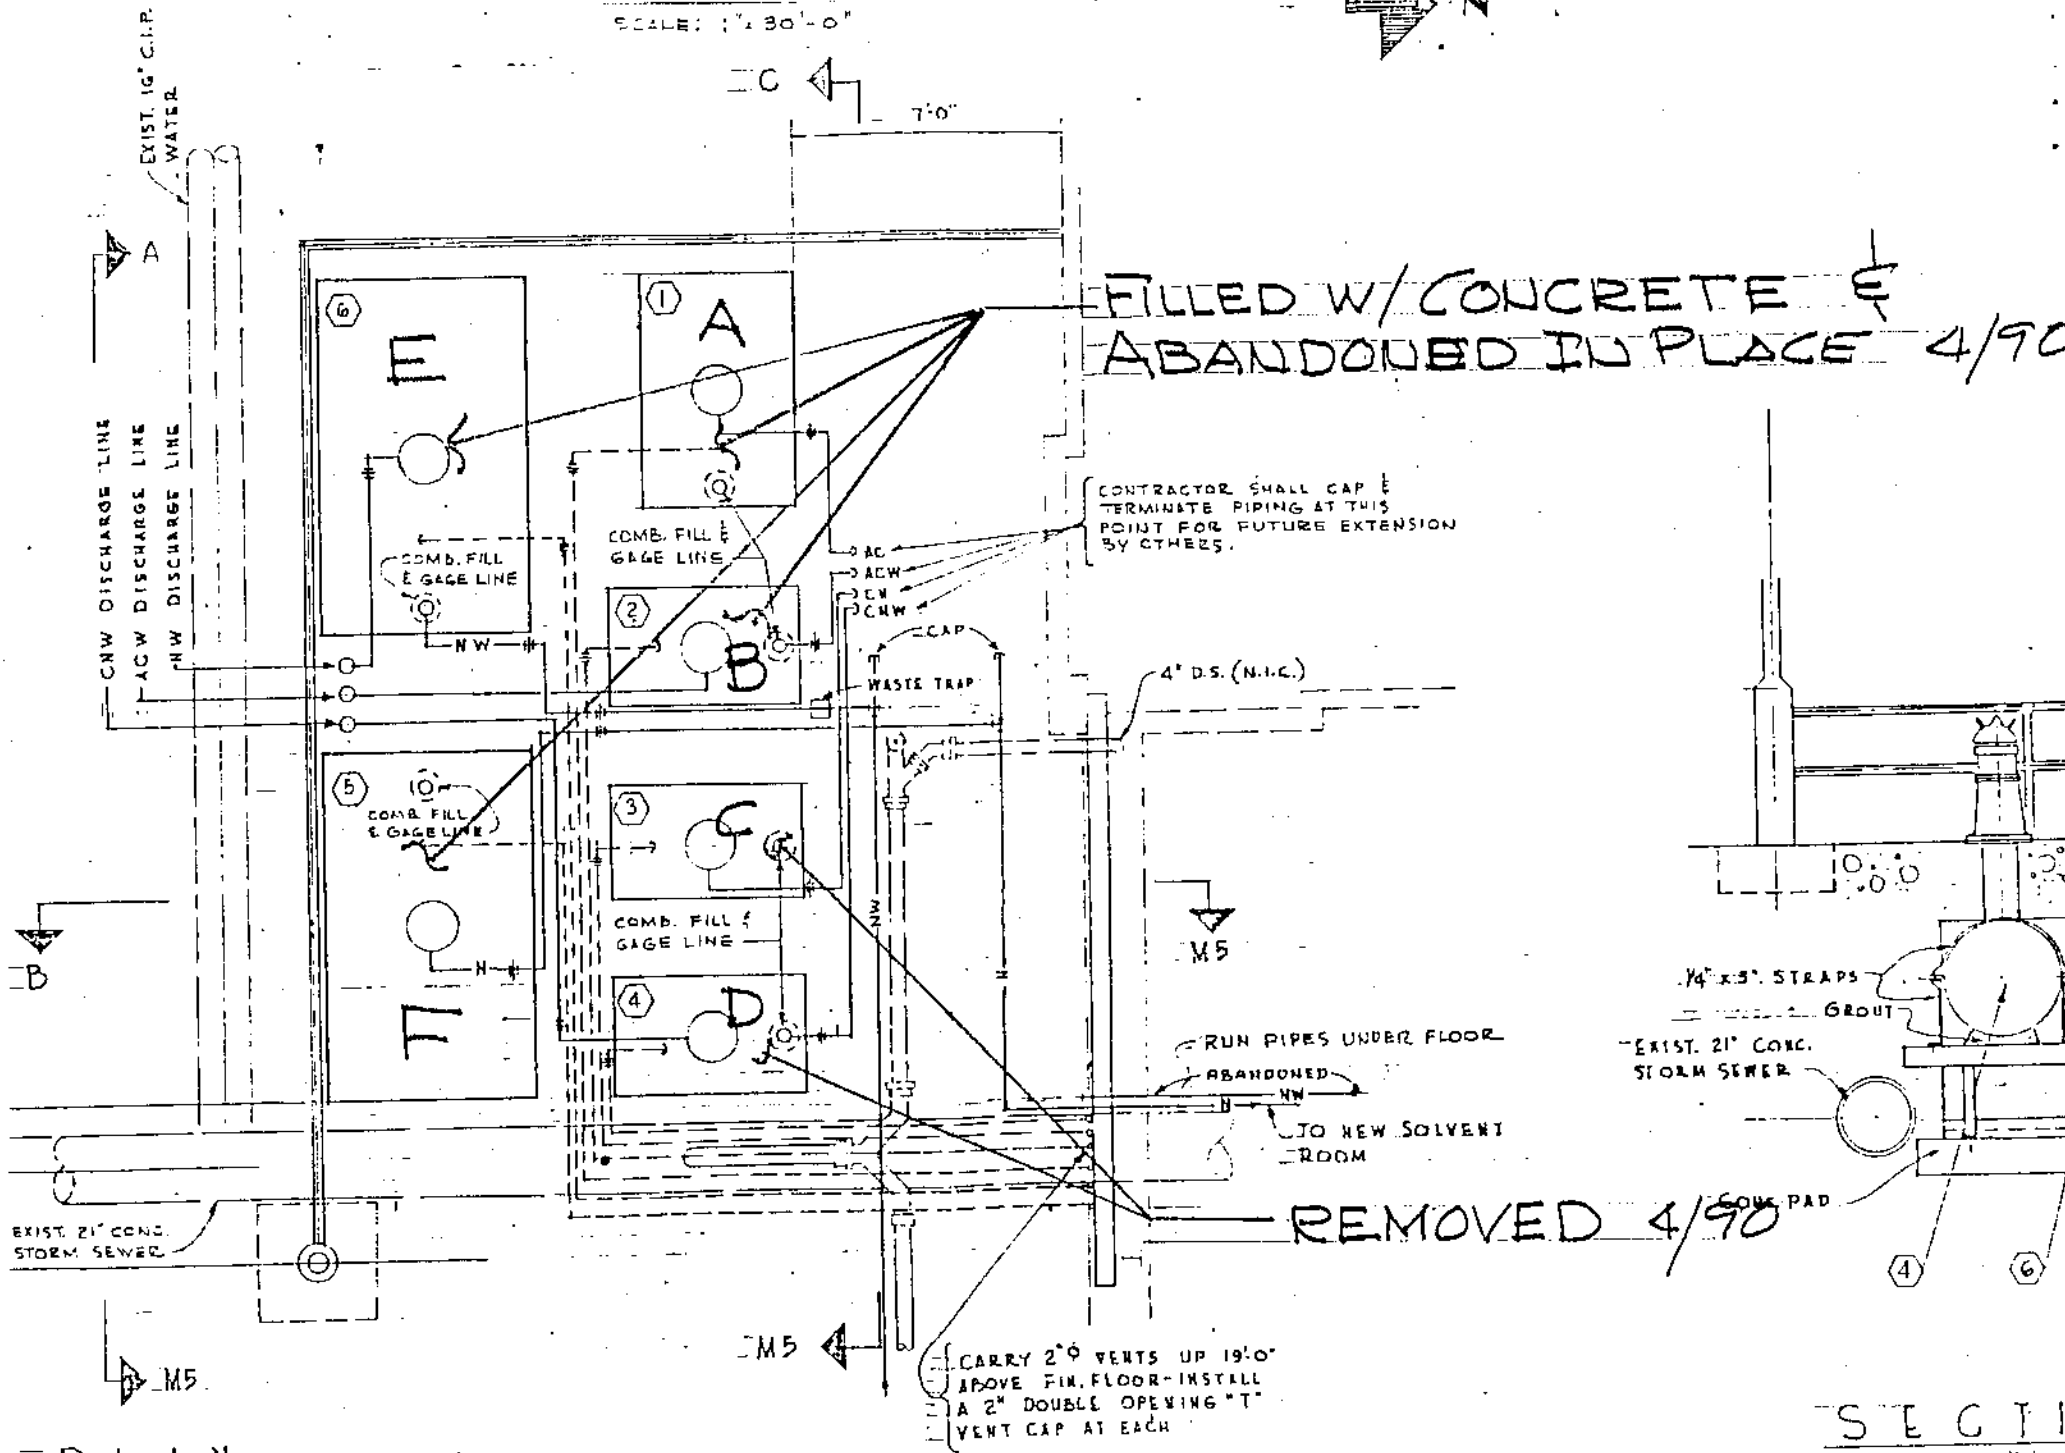 SCALE: 1"=30'-0"
N
EXIST. 16" C.I.P.
WATER
C
7'-0"
A
6
E
1
A
FILLED W/ CONCRETE &
ABANDONED IN PLACE 4/90
CNW DISCHARGE LINE
ACW DISCHARGE LINE
NW DISCHARGE LINE
CONTRACTOR SHALL CAP &
TERMINATE PIPING AT THIS
POINT FOR FUTURE EXTENSION
BY OTHERS.
COMB. FILL &
GAGE LINE
COMB. FILL
& GAGE LINE
AC
ACW
CN
CNW
2
B
NW
CAP
WASTE TRAP
4" D.S. (N.I.C.)
5
COMB. FILL
& GAGE LINE
3
C
COMB. FILL &
GAGE LINE
NW
B
M5
N
N
F
4
D
1/4" x 3". STRAPS
GROUT
EXIST. 21" CONC.
STORM SEWER
RUN PIPES UNDER FLOOR
ABANDONED
NW
N
TO NEW SOLVENT
ROOM
CONC PAD
REMOVED 4/90
EXIST. 21" CONC.
STORM SEWER
4
6
M5
M5
CARRY 2"Φ VENTS UP 19'-0"
ABOVE FIN. FLOOR-INSTALL
A 2" DOUBLE OPENING "T"
VENT CAP AT EACH
SECTI